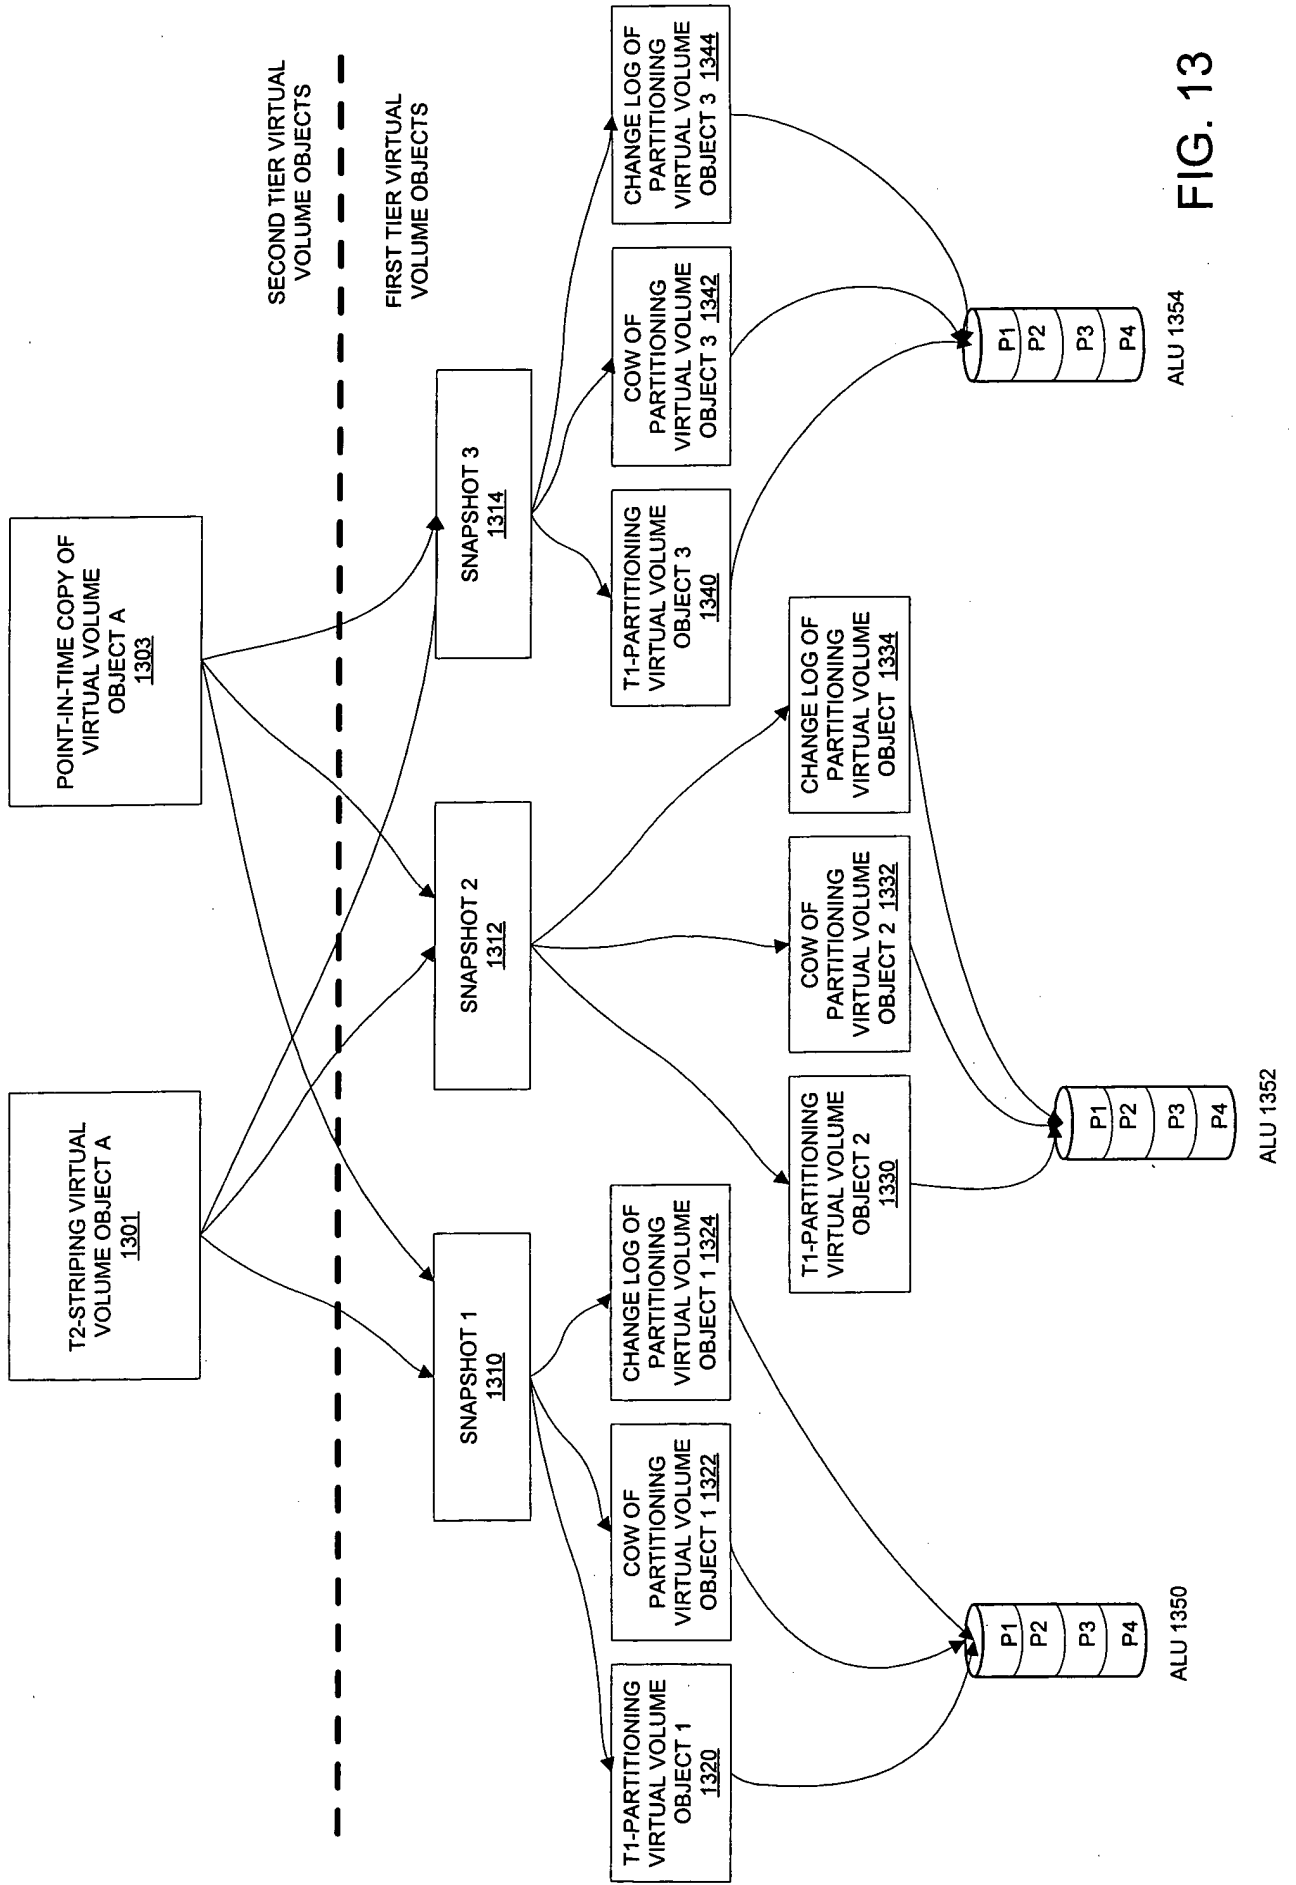 T2-STRIPING VIRTUAL
VOLUME OBJECT A
1301
POINT-IN-TIME COPY OF
VIRTUAL VOLUME
OBJECT A
1303
SECOND TIER VIRTUAL
VOLUME OBJECTS
FIRST TIER VIRTUAL
VOLUME OBJECTS
SNAPSHOT 1
1310
SNAPSHOT 2
1312
SNAPSHOT 3
1314
T1-PARTITIONING
VIRTUAL VOLUME
OBJECT 1
1320
COW OF
PARTITIONING
VIRTUAL VOLUME
OBJECT 1 1322
CHANGE LOG OF
PARTITIONING
VIRTUAL VOLUME
OBJECT 1 1324
T1-PARTITIONING
VIRTUAL VOLUME
OBJECT 2
1330
COW OF
PARTITIONING
VIRTUAL VOLUME
OBJECT 2 1332
CHANGE LOG OF
PARTITIONING
VIRTUAL VOLUME
OBJECT 1334
T1-PARTITIONING
VIRTUAL VOLUME
OBJECT 3
1340
COW OF
PARTITIONING
VIRTUAL VOLUME
OBJECT 3 1342
CHANGE LOG OF
PARTITIONING
VIRTUAL VOLUME
OBJECT 3 1344
P1
P2
P3
P4
ALU 1350
P1
P2
P3
P4
ALU 1352
P1
P2
P3
P4
ALU 1354
FIG. 13